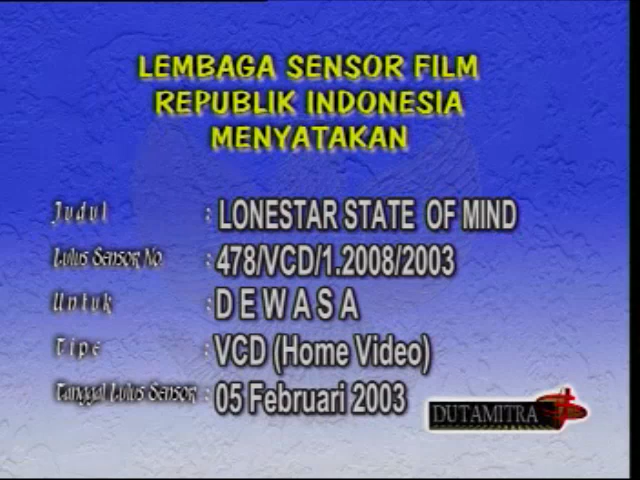 LEMBAGA SENSOR FILM
REPUBLIK INDONESIA
MENYATAKAN
Judul : LONESTAR STATE OF MIND
Lulus Sensor No. : 478/VCD/1.2008/2003
Untuk : DEWASA
Tipe : VCD (Home Video)
Tanggal Lulus Sensor : 05 Februari 2003
DUTAMITRA